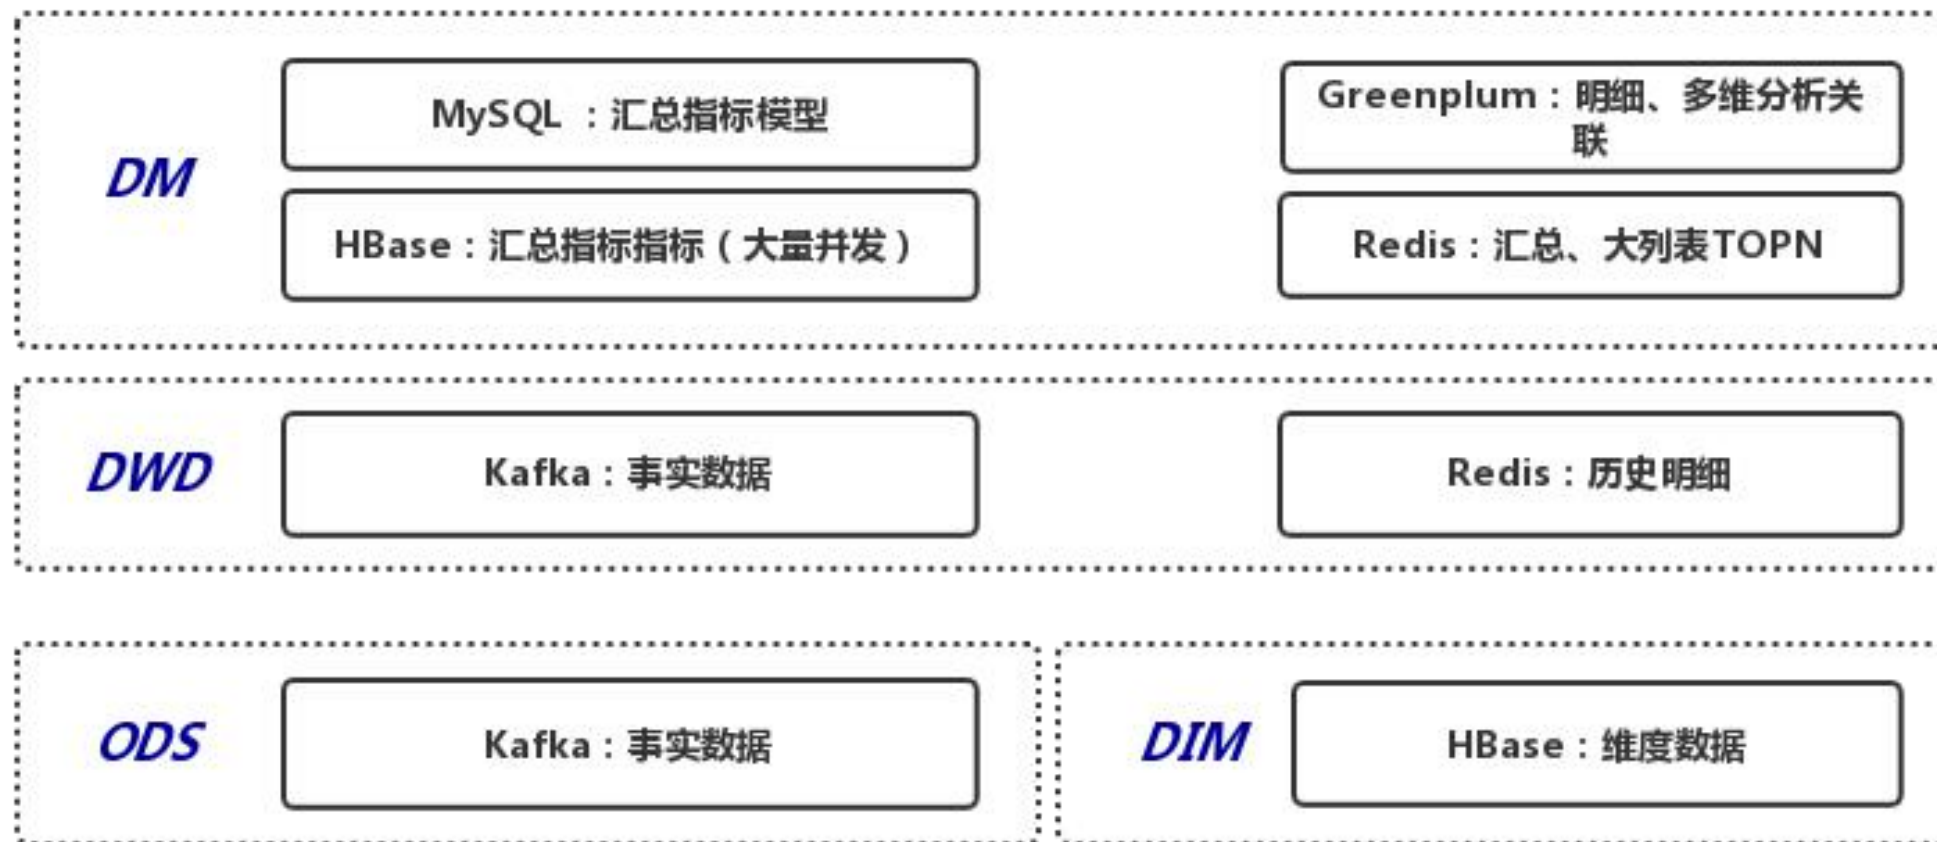 DM
MySQL ：汇总指标模型
Greenplum：明细、多维分析关
联
HBase：汇总指标指标（大量并发）
Redis：汇总、大列表TOPN
DWD
Kafka：事实数据
Redis：历史明细
ODS
Kafka：事实数据
DIM
HBase：维度数据